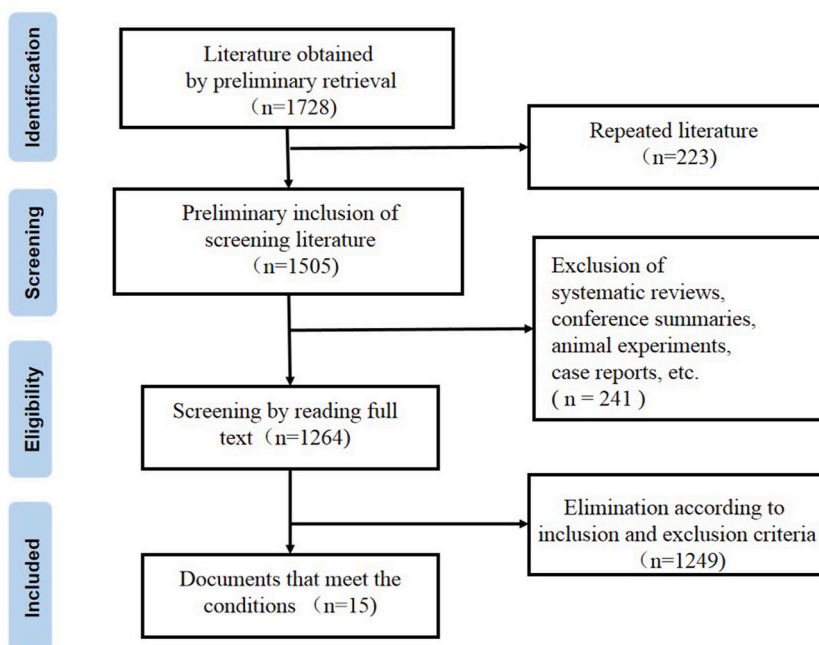 Identification
Literature obtained
by preliminary retrieval
（n=1728）
Repeated literature
（n=223）
Screening
Preliminary inclusion of
screening literature
（n=1505）
Exclusion of
systematic reviews,
conference summaries,
animal experiments,
case reports, etc.
( n = 241 )
Eligibility
Screening by reading full
text（n=1264）
Elimination according to
inclusion and exclusion criteria
（n=1249）
Included
Documents that meet the
conditions （n=15）